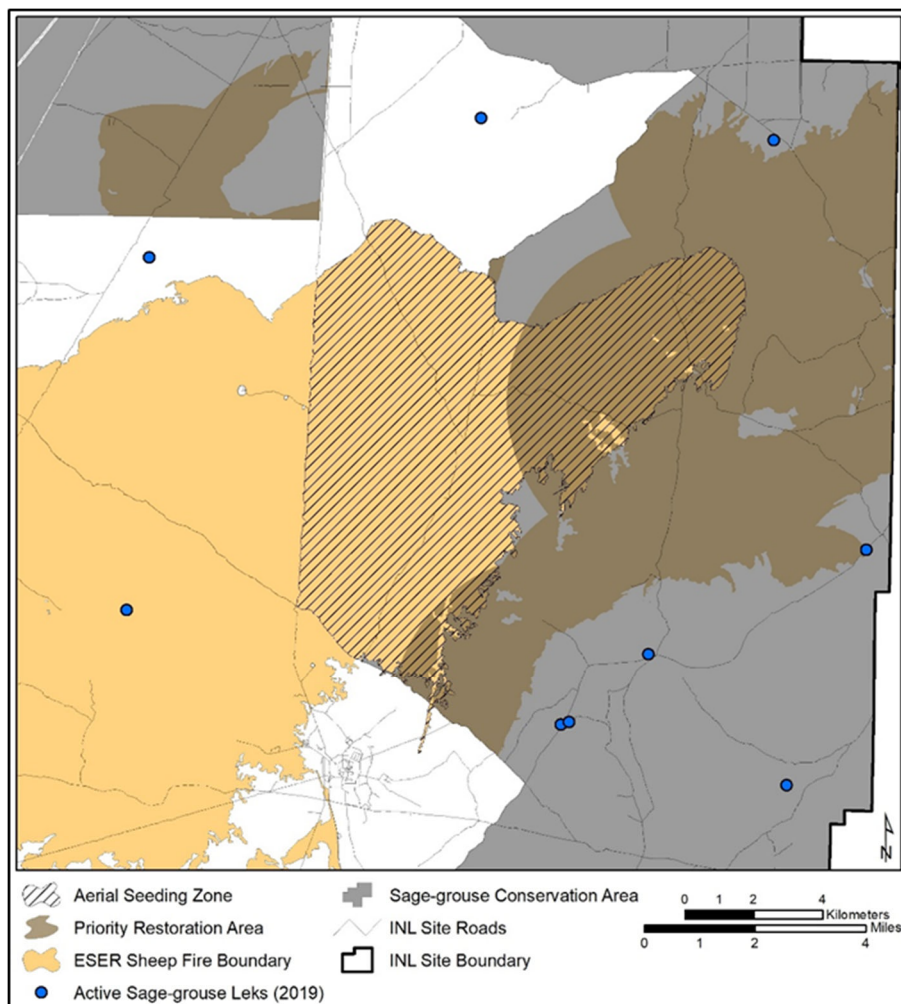 N
Aerial Seeding Zone
Sage-grouse Conservation Area
Priority Restoration Area
INL Site Roads
ESER Sheep Fire Boundary
INL Site Boundary
Active Sage-grouse Leks (2019)
0 1 2 4
Kilometers
Miles
0 1 2 4